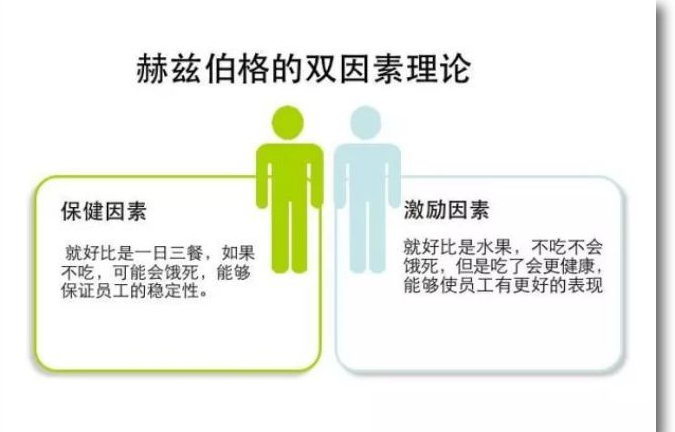 赫兹伯格的双因素理论
保健因素
就好比是一日三餐，如果
不吃，可能会饿死，能够
保证员工的稳定性。
激励因素
就好比是水果，不吃不会
饿死，但是吃了会更健康，
能够使员工有更好的表现